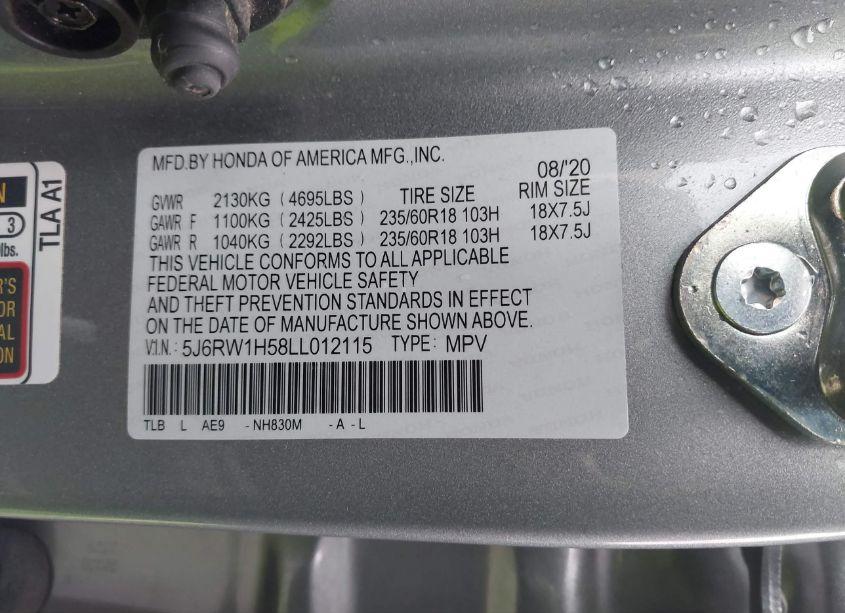 MFD.BY HONDA OF AMERICA MFG.,INC.
08/'20
GVWR 2130KG (4695LBS) TIRE SIZE RIM SIZE
GAWR F 1100KG (2425LBS) 235/60R18 103H 18X7.5J
GAWR R 1040KG (2292LBS) 235/60R18 103H 18X7.5J
THIS VEHICLE CONFORMS TO ALL APPLICABLE
FEDERAL MOTOR VEHICLE SAFETY
AND THEFT PREVENTION STANDARDS IN EFFECT
ON THE DATE OF MANUFACTURE SHOWN ABOVE.
V.I.N.: 5J6RW1H58LL012115 TYPE: MPV
TLB L AE9 -NH830M -A -L
TLA A1
3
lbs.